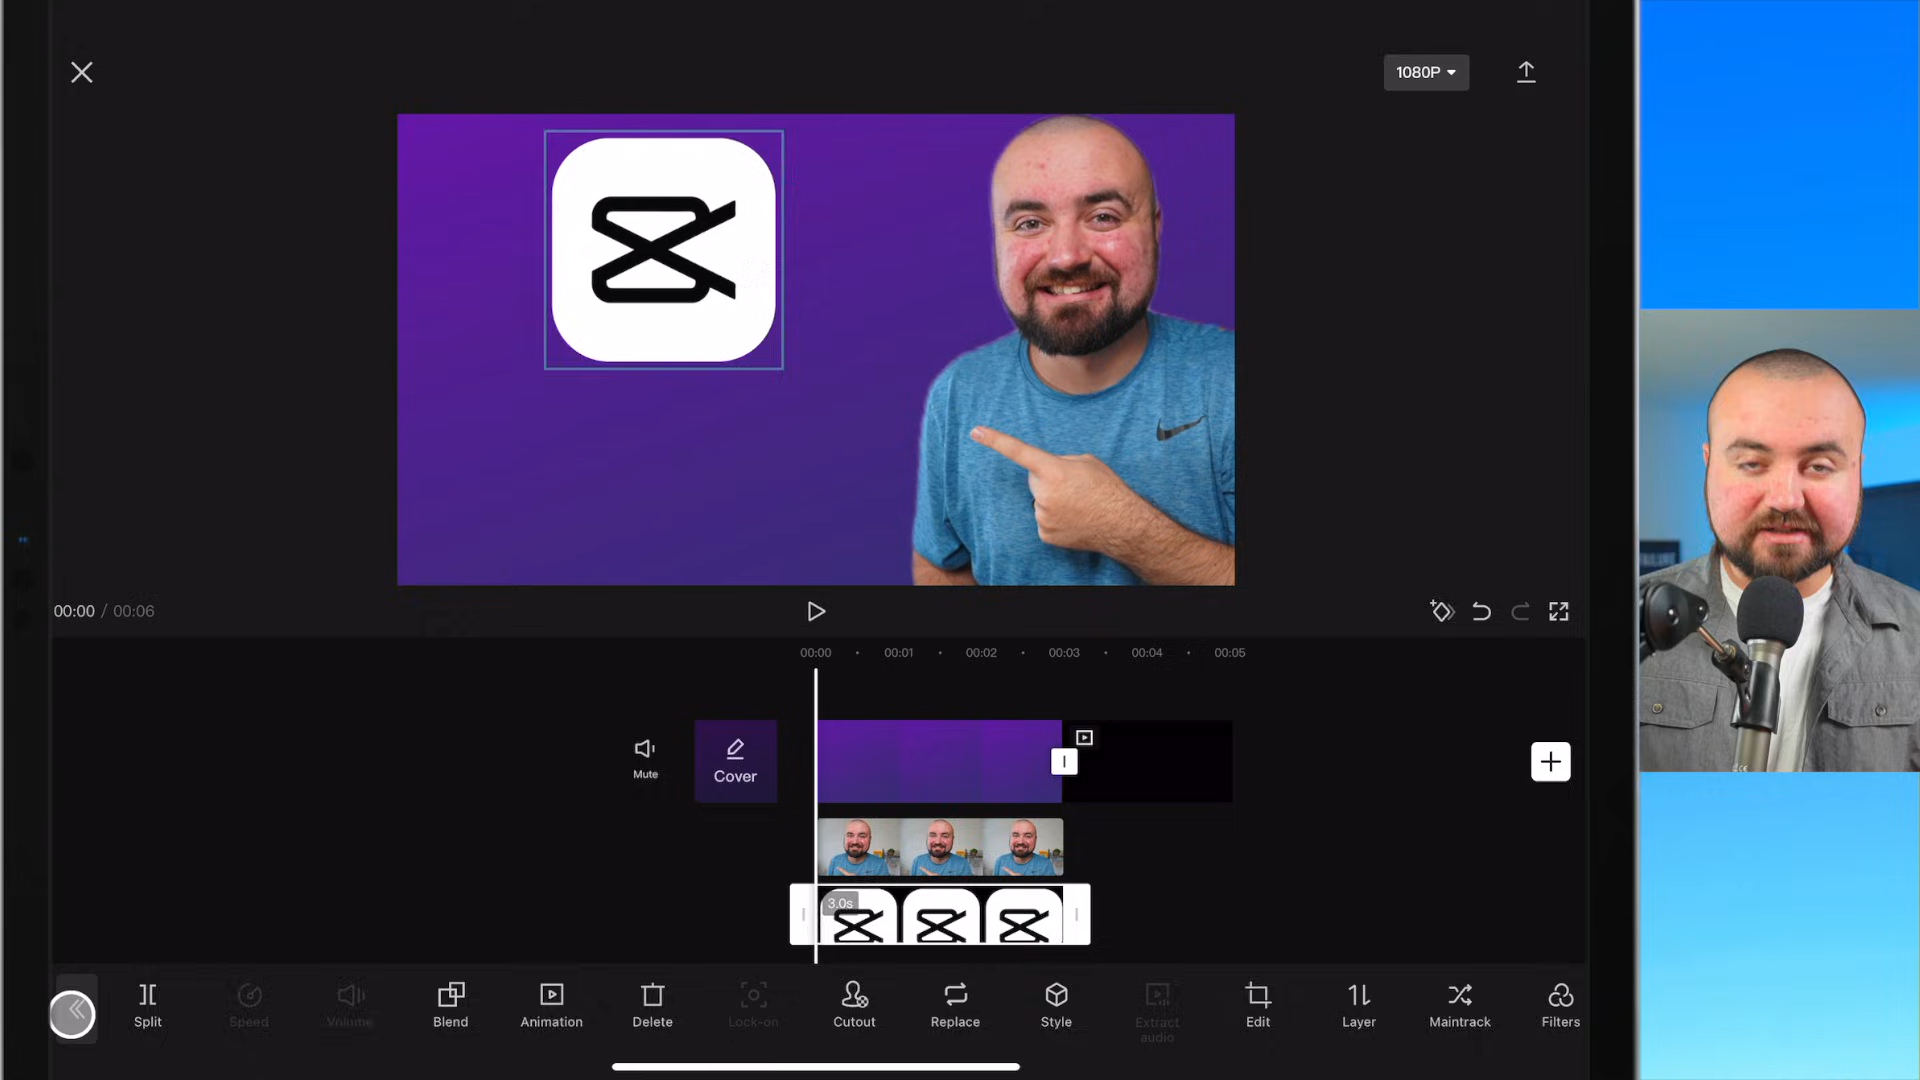 1080P
00:00 / 00:06
00:00 00:01 00:02 00:03 00:04 00:05
Mute
Cover
3.0s
Split Speed Volume Blend Animation Delete Lock-on Cutout Replace Style Extract Edit Layer Maintrack Filters
audio